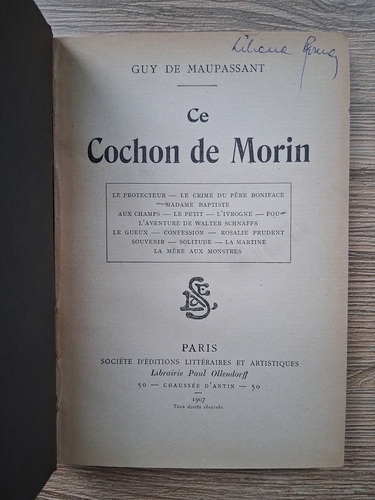 Liliana
GUY DE MAUPASSANT
Ce
Cochon de Morin
LE PROTECTEUR — LE CRIME DU PÈRE BONIFACE
MADAME BAPTISTE
AUX CHAMPS — LE PETIT — L'IVROGNE — FOU
L'AVENTURE DE WALTER SCHNAFFS
LE GUEUX — CONFESSION — ROSALIE PRUDENT
SOUVENIR — SOLITUDE — LA MARTINE
LA MÈRE AUX MONSTRES
PARIS
SOCIÉTÉ D'ÉDITIONS LITTÉRAIRES ET ARTISTIQUES
Librairie Paul Ollendorff
50 — CHAUSSÉE D'ANTIN — 50
1907
Tous droits réservés